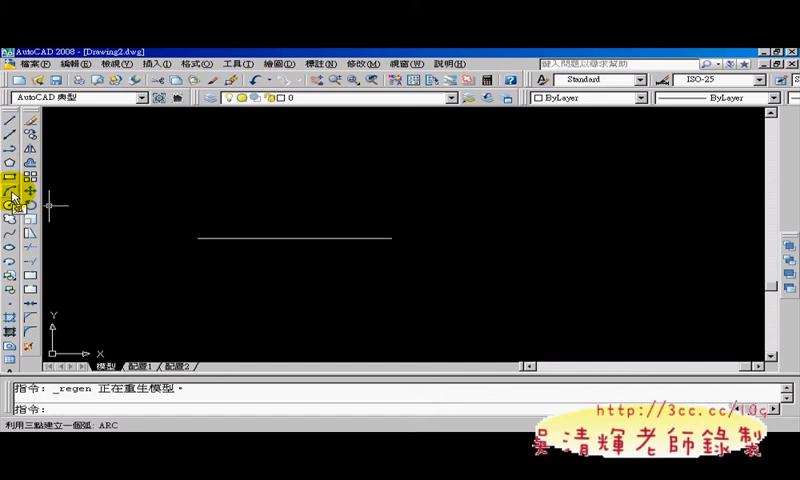 AutoCAD 2008 - [Drawing2.dwg]
檔案(F) 編輯(E) 檢視(V) 插入(I) 格式(O) 工具(T) 繪圖(D) 標註(N) 修改(M) 視窗(W) 說明(H) 鍵入問題以尋求幫助
Standard ISO-25
AutoCAD 典型 0 ByLayer ByLayer
弧
Y
X
模型 配置1 配置2
指令: _regen 正在重生模型。
指令:
利用三點建立一個弧: ARC
http://3cc.cc/10g
吳清輝老師錄製